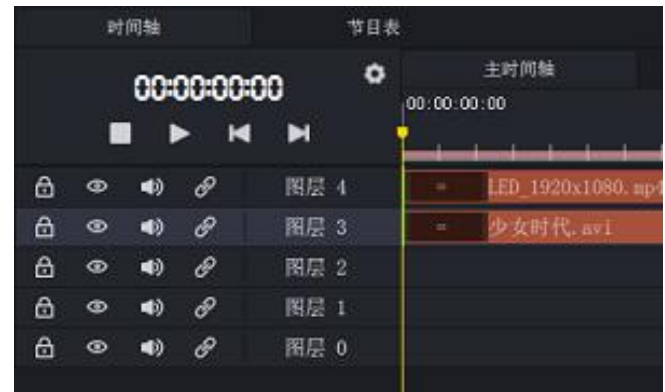 时间轴 节目表
00:00:00:00 主时间轴
00:00:00:00
图层 4 LED_1920x1080.mp4
图层 3 少女时代.avi
图层 2
图层 1
图层 0